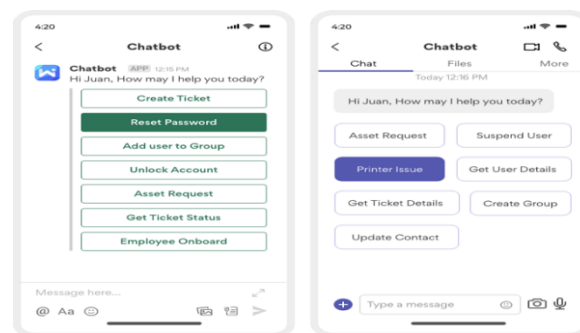 4:20
Chatbot
Chatbot APP 12:15 PM
Hi Juan, How may I help you today?
Create Ticket
Reset Password
Add user to Group
Unlock Account
Asset Request
Get Ticket Status
Employee Onboard
Message here...
@ Aa
4:20
Chatbot
Chat Files More
Today 12:16 PM
Hi Juan, How may I help you today?
Asset Request Suspend User
Printer Issue Get User Details
Get Ticket Details Create Group
Update Contact
Type a message